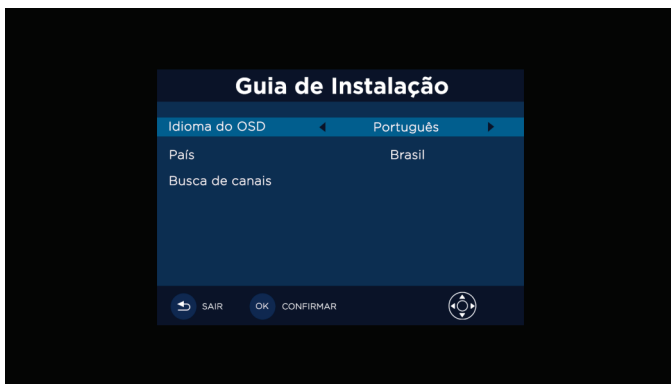 Guia de Instalação
Idioma do OSD Português
País Brasil
Busca de canais
SAIR OK CONFIRMAR